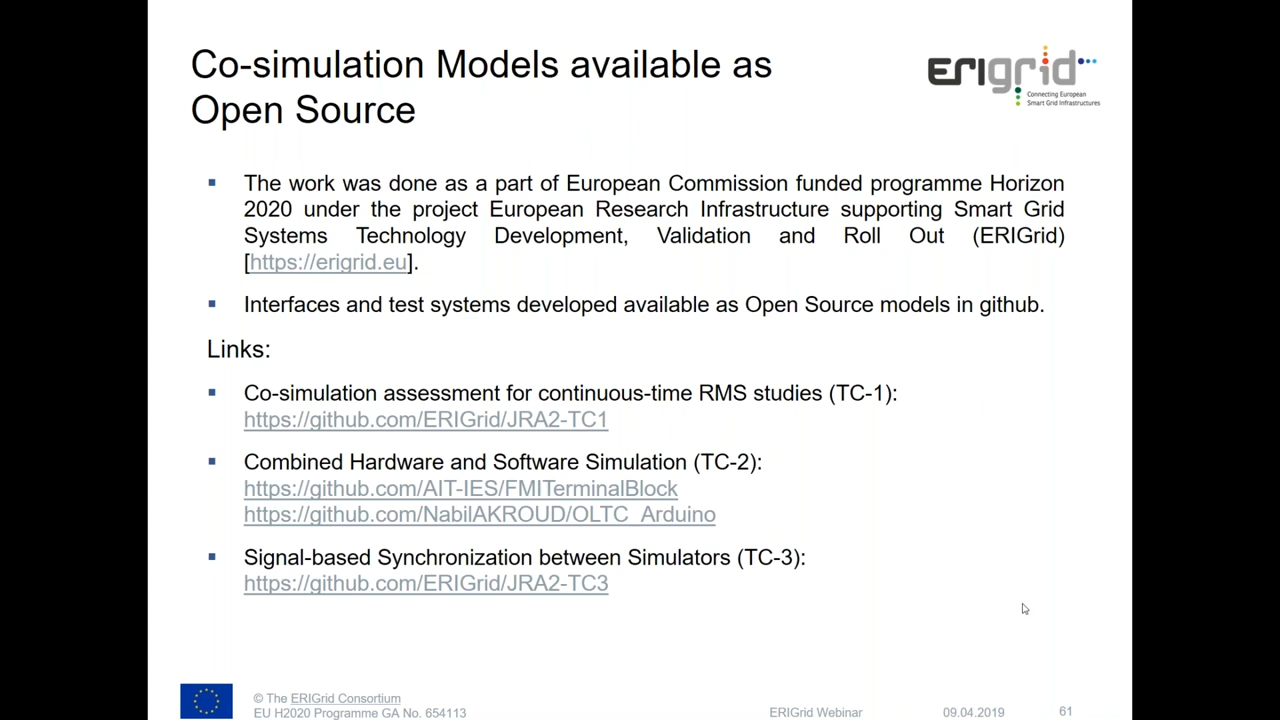 Co-simulation Models available as
Open Source
ERIgrid
Connecting European
Smart Grid Infrastructures
The work was done as a part of European Commission funded programme Horizon
2020 under the project European Research Infrastructure supporting Smart Grid
Systems Technology Development, Validation and Roll Out (ERIGrid)
[https://erigrid.eu].
Interfaces and test systems developed available as Open Source models in github.
Links:
Co-simulation assessment for continuous-time RMS studies (TC-1):
https://github.com/ERIGrid/JRA2-TC1
Combined Hardware and Software Simulation (TC-2):
https://github.com/AIT-IES/FMITerminalBlock
https://github.com/NabilAKROUD/OLTC_Arduino
Signal-based Synchronization between Simulators (TC-3):
https://github.com/ERIGrid/JRA2-TC3
© The ERIGrid Consortium
EU H2020 Programme GA No. 654113
ERIGrid Webinar
09.04.2019
61